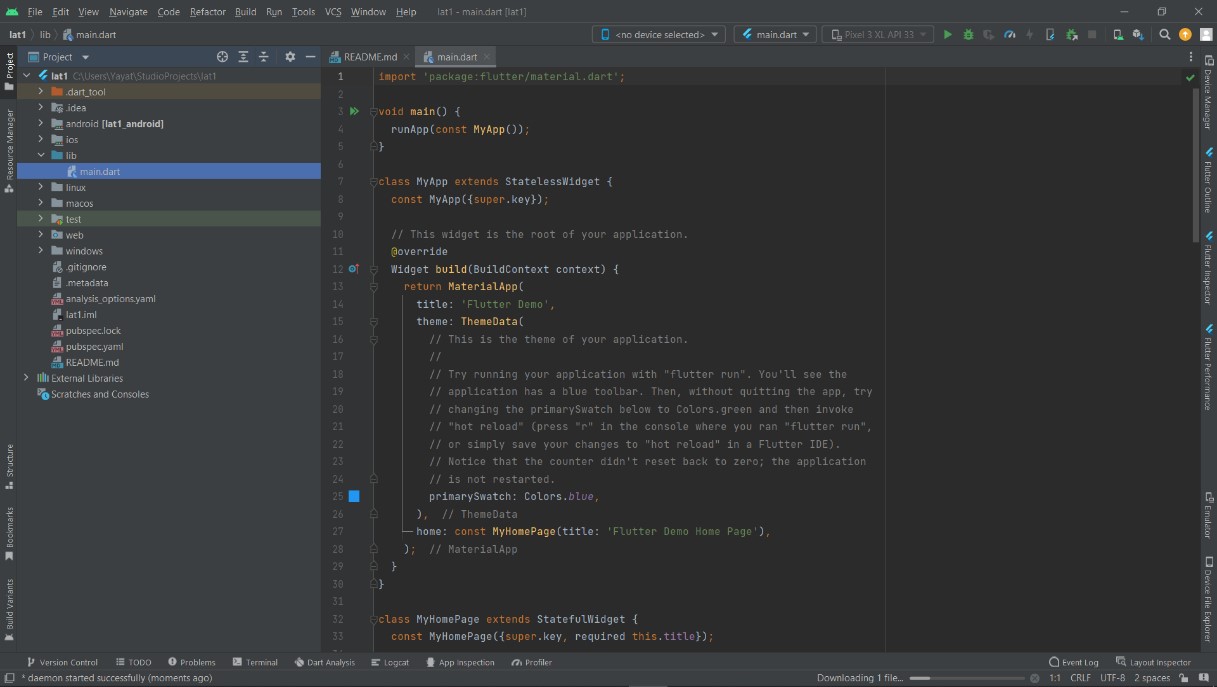 File Edit View Navigate Code Refactor Build Run Tools VCS Window Help lat1 - main.dart [lat1]
lat1 lib main.dart <no device selected> main.dart Pixel 3 XL API 33
Project README.md main.dart
Project
Resource Manager
Structure
Bookmarks
Build Variants
lat1 C:\Users\Yayat\StudioProjects\lat1
.dart_tool
.idea
android [lat1_android]
ios
lib
main.dart
linux
macos
test
web
windows
.gitignore
.metadata
analysis_options.yaml
lat1.iml
pubspec.lock
pubspec.yaml
README.md
External Libraries
Scratches and Consoles
1 import 'package:flutter/material.dart';
2
3 void main() {
4 runApp(const MyApp());
5 }
6
7 class MyApp extends StatelessWidget {
8 const MyApp({super.key});
9
10 // This widget is the root of your application.
11 @override
12 Widget build(BuildContext context) {
13 return MaterialApp(
14 title: 'Flutter Demo',
15 theme: ThemeData(
16 // This is the theme of your application.
17 //
18 // Try running your application with "flutter run". You'll see the
19 // application has a blue toolbar. Then, without quitting the app, try
20 // changing the primarySwatch below to Colors.green and then invoke
21 // "hot reload" (press "r" in the console where you ran "flutter run",
22 // or simply save your changes to "hot reload" in a Flutter IDE).
23 // Notice that the counter didn't reset back to zero; the application
24 // is not restarted.
25 primarySwatch: Colors.blue,
26 ), // ThemeData
27 home: const MyHomePage(title: 'Flutter Demo Home Page'),
28 ); // MaterialApp
29 }
30 }
31
32 class MyHomePage extends StatefulWidget {
33 const MyHomePage({super.key, required this.title});
Device Manager
Flutter Outline
Flutter Inspector
Flutter Performance
Emulator
Device File Explorer
Version Control TODO Problems Terminal Dart Analysis Logcat App Inspection Profiler Event Log Layout Inspector
* daemon started successfully (moments ago) Downloading 1 file... 1:1 CRLF UTF-8 2 spaces